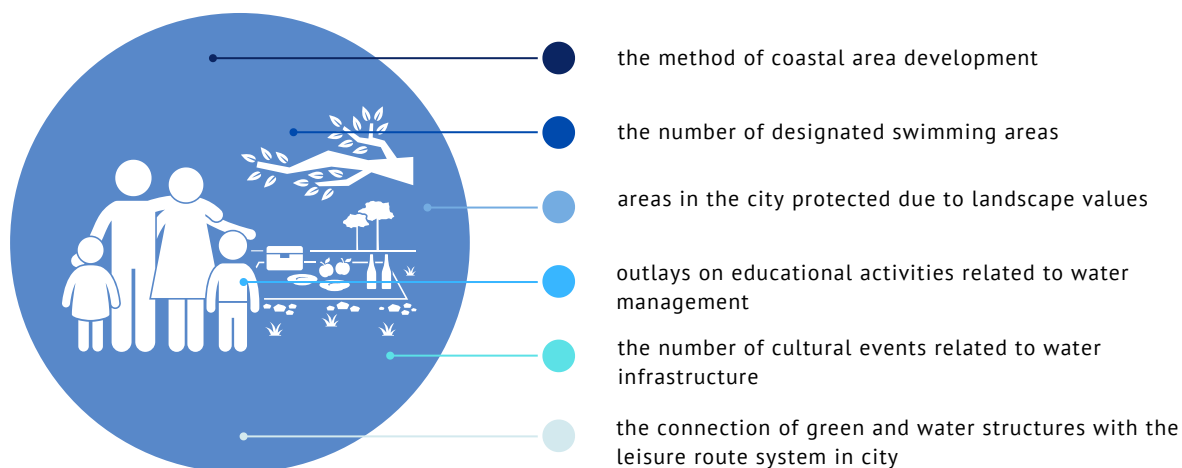 the method of coastal area development
the number of designated swimming areas
areas in the city protected due to landscape values
outlays on educational activities related to water
management
the number of cultural events related to water
infrastructure
the connection of green and water structures with the
leisure route system in city